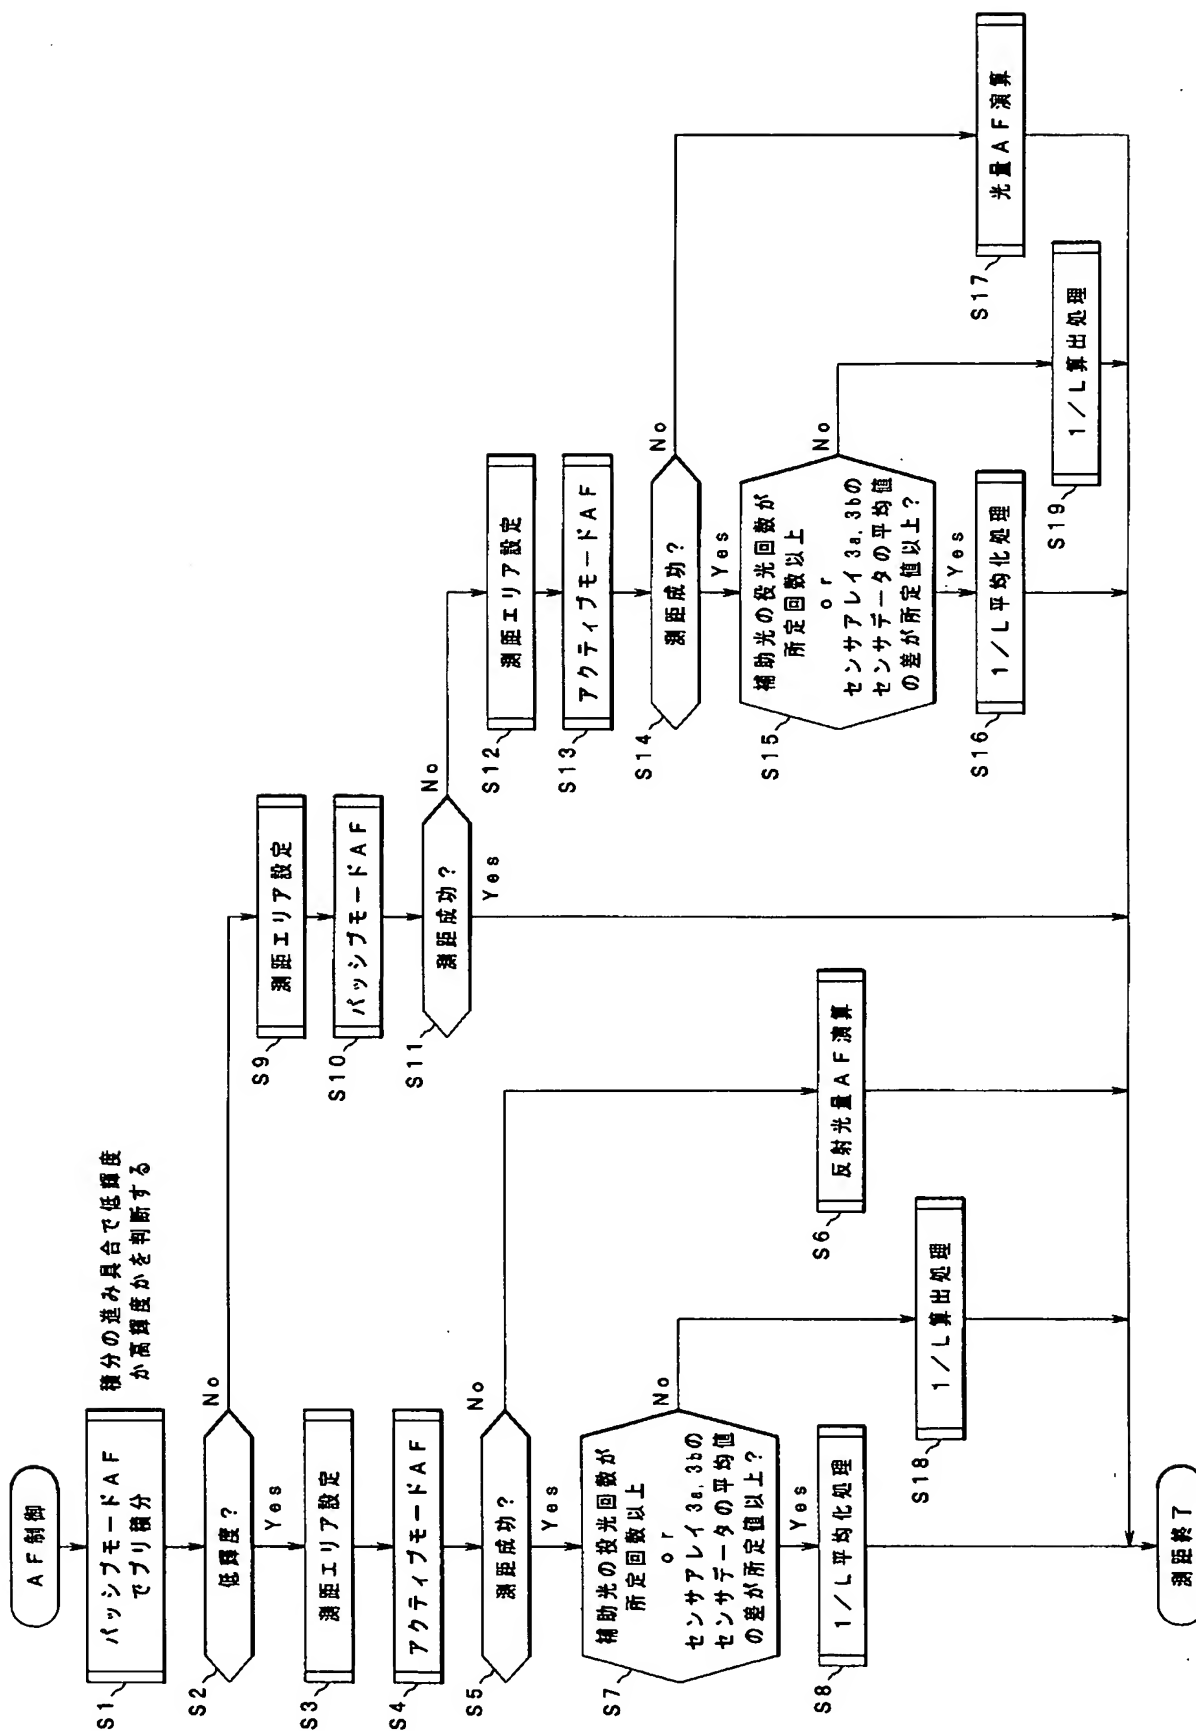 AF制御
S1
パッシブモードAF
でプリ積分
積分の進み具合で低輝度
か高輝度かを判断する
S2
低輝度?
No
Yes
S3
測距エリア設定
S4
アクティブモードAF
S5
測距成功?
No
Yes
S7
補助光の投光回数が
所定回数以上
or
センサアレイ3a,3bの
センサデータの平均値
の差が所定値以上?
No
Yes
S8
1/L平均化処理
S18
1/L算出処理
S6
反射光量AF演算
S9
測距エリア設定
S10
パッシブモードAF
S11
測距成功?
No
Yes
S12
測距エリア設定
S13
アクティブモードAF
S14
測距成功?
No
Yes
S15
補助光の投光回数が
所定回数以上
or
センサアレイ3a,3bの
センサデータの平均値
の差が所定値以上?
No
Yes
S16
1/L平均化処理
S19
1/L算出処理
S17
光量AF演算
測距終了